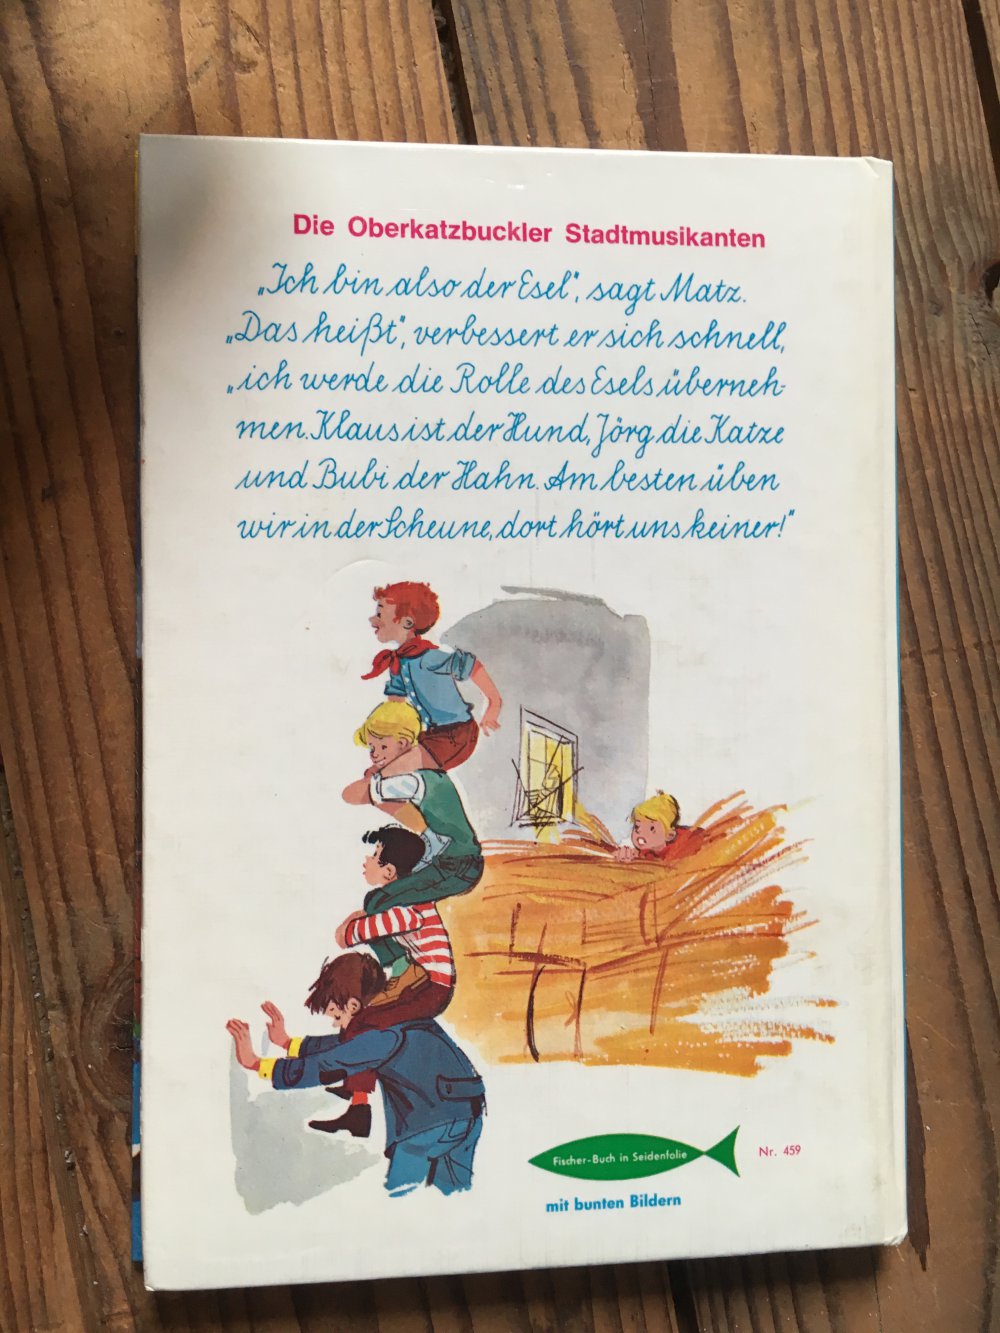 Die Oberkatzbuckler Stadtmusikanten
„Ich bin also der Esel“, sagt Matz.
„Das heißt“, verbessert er sich schnell,
„ich werde die Rolle des Esels überneh-
men. Klaus ist der Hund, Jörg die Katze
und Bubi der Hahn. Am besten üben
wir in der Scheune, dort hört uns keiner!“
Fischer-Buch in Seidenfolie
Nr. 459
mit bunten Bildern